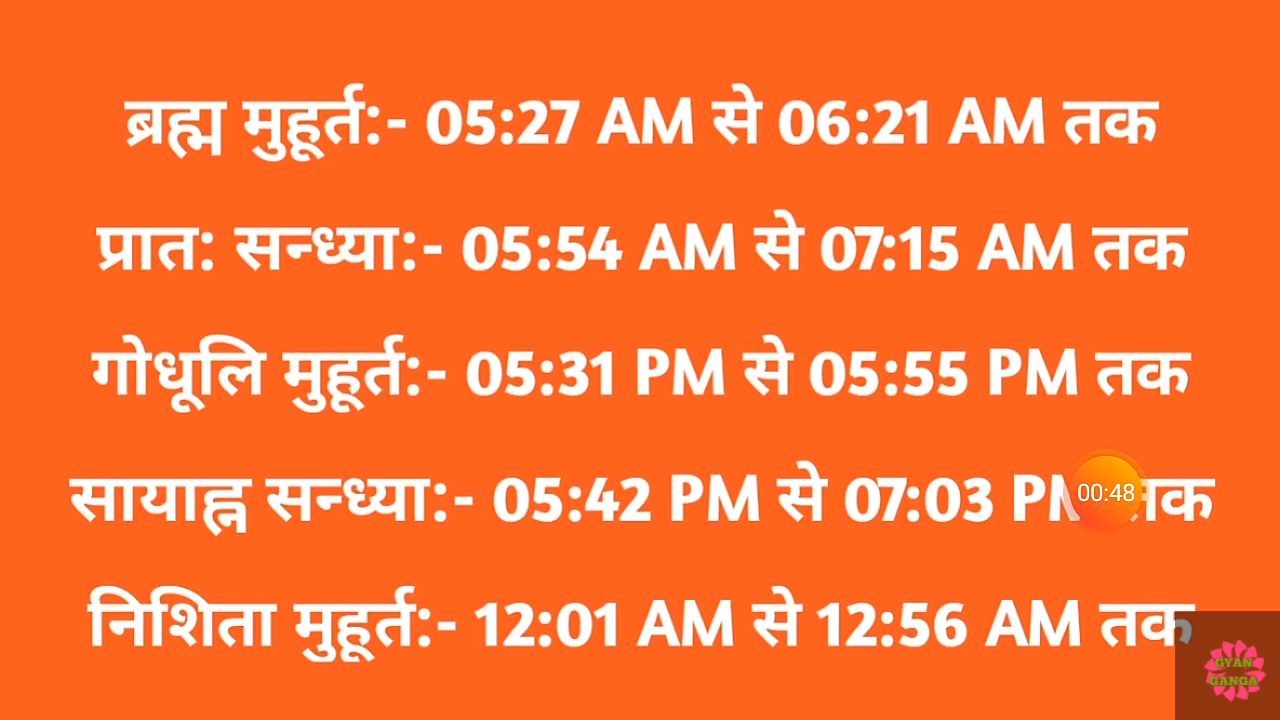 ब्रह्म मुहूर्त:- 05:27 AM से 06:21 AM तक
प्रात: सन्ध्या:- 05:54 AM से 07:15 AM तक
गोधूलि मुहूर्त:- 05:31 PM से 05:55 PM तक
सायाह्न सन्ध्या:- 05:42 PM से 07:03 PM तक
00:48
निशिता मुहूर्त:- 12:01 AM से 12:56 AM तक
GYAN
GANGA